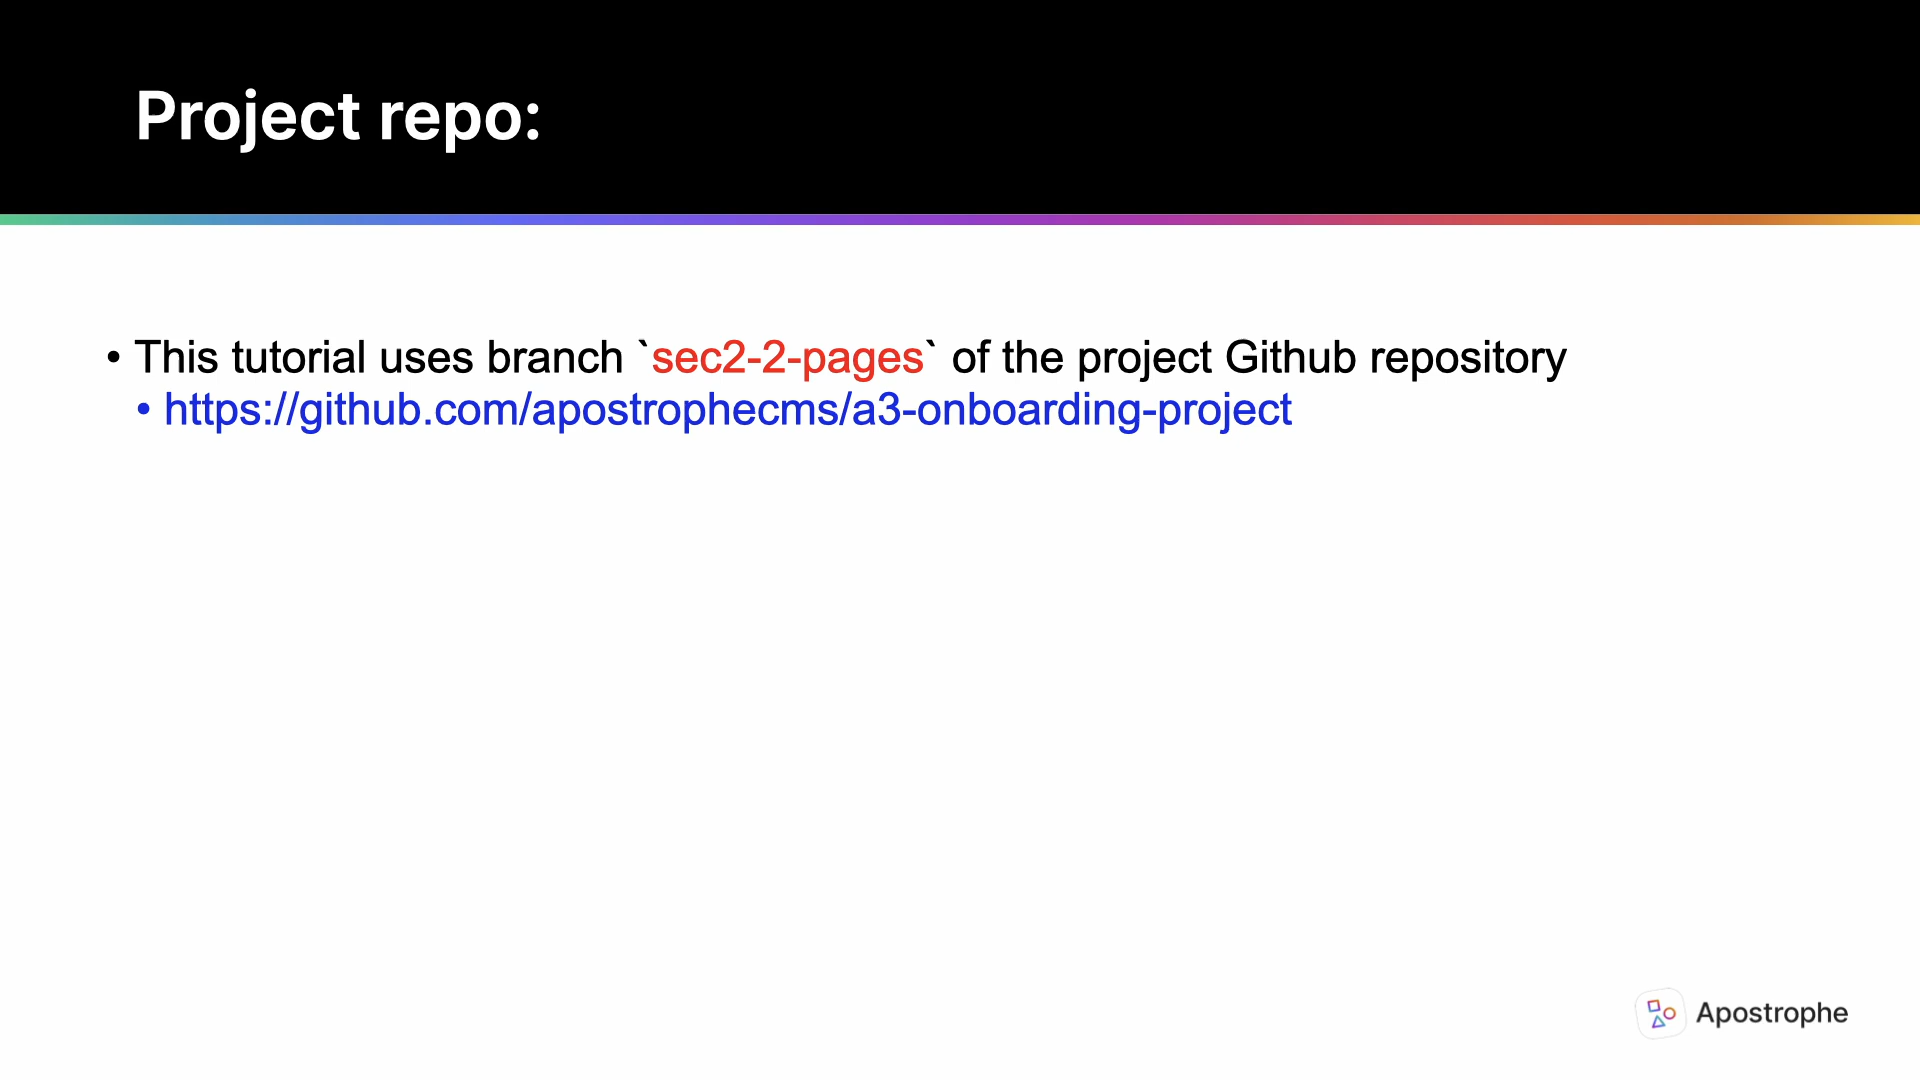 Project repo:
• This tutorial uses branch `sec2-2-pages` of the project Github repository
• https://github.com/apostrophecms/a3-onboarding-project
Apostrophe